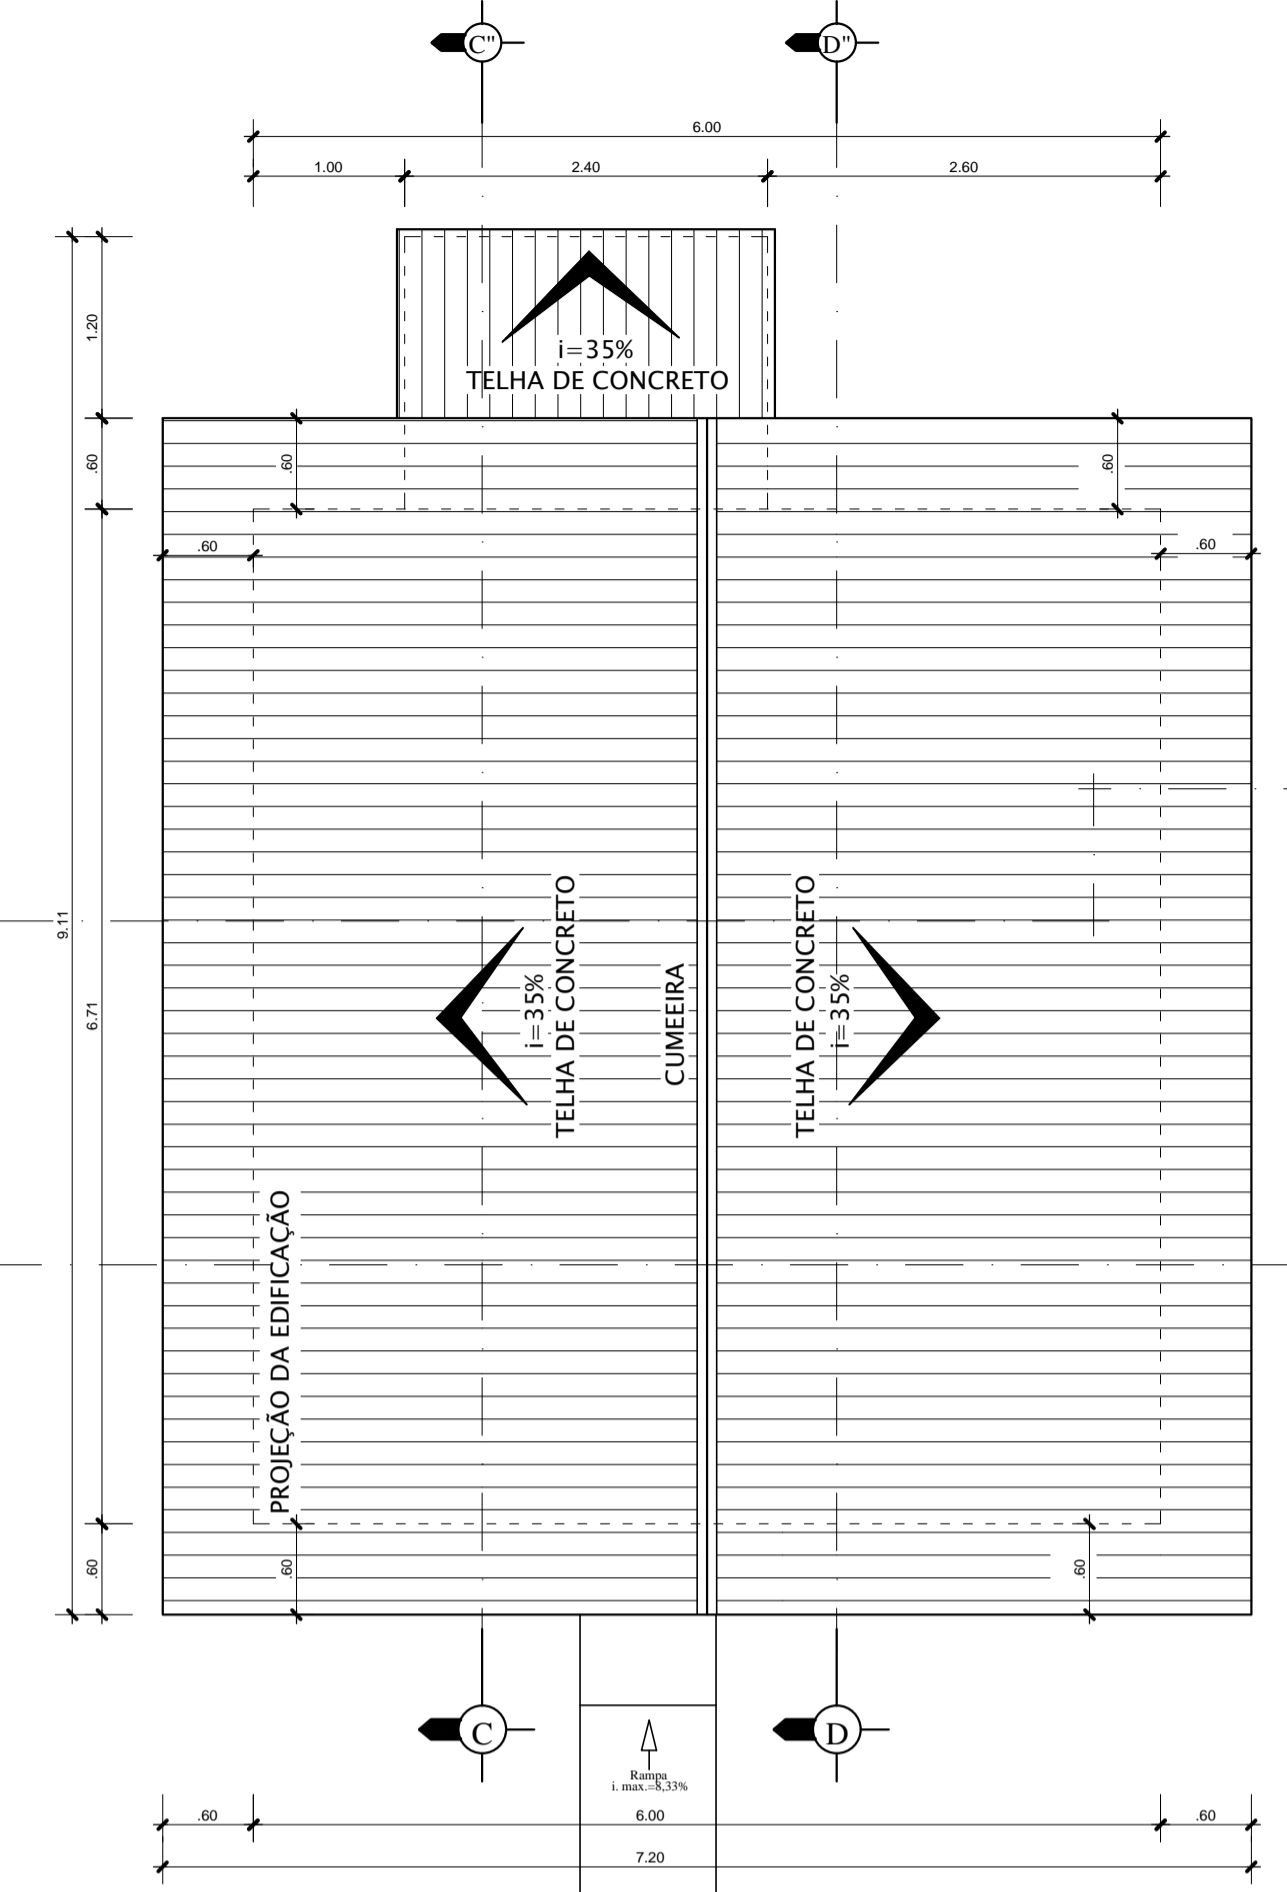 C" D"
6.00
1.00 2.40 2.60
1.20
i=35%
TELHA DE CONCRETO
.60 .60 .60
.60 .60
9.11
6.71
i=35%
TELHA DE CONCRETO
CUMEEIRA
TELHA DE CONCRETO
i=35%
PROJEÇÃO DA EDIFICAÇÃO
.60 .60 .60
C D
Rampa
i. max.=8,33%
.60 6.00 .60
7.20